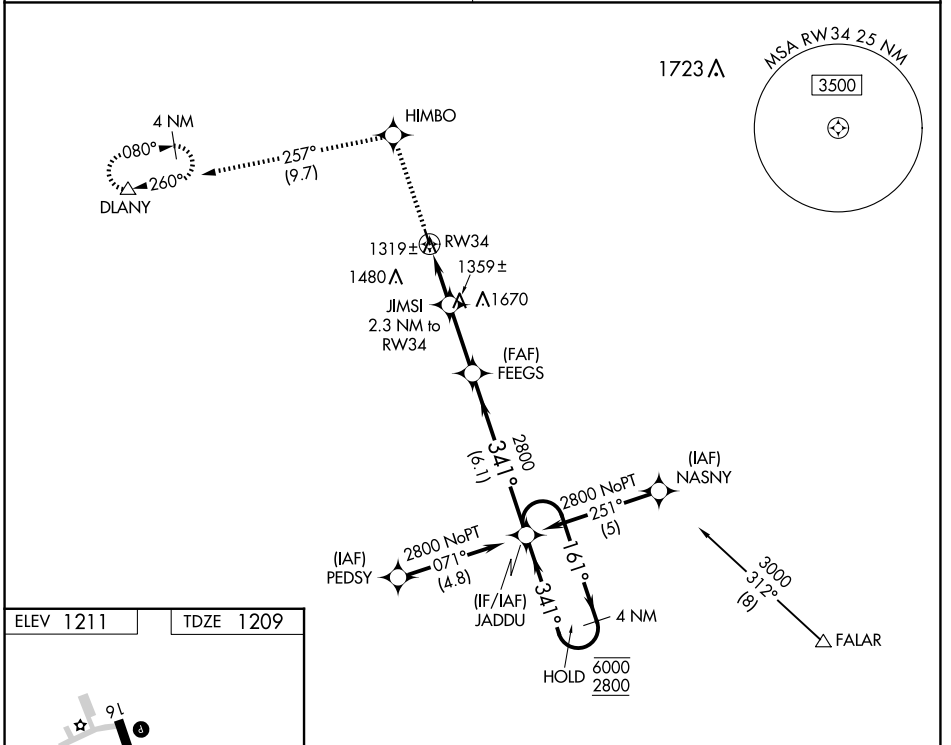 MSA RW34 25 NM
3500
1723
HIMBO
4 NM
080°
260°
257°
(9.7)
DLANY
1319±
RW34
1480
1359±
1670
JIMSI
2.3 NM to
RW34
(FAF)
FEEGS
2800
341°
(6.1)
(IAF)
NASNY
2800 NoPT
251°
(5)
(IAF)
PEDSY
2800 NoPT
071°
(4.8)
161°
341°
(IF/IAF)
JADDU
4 NM
HOLD
6000
2800
3000
312°
(8)
FALAR
ELEV 1211
TDZE 1209
16
P